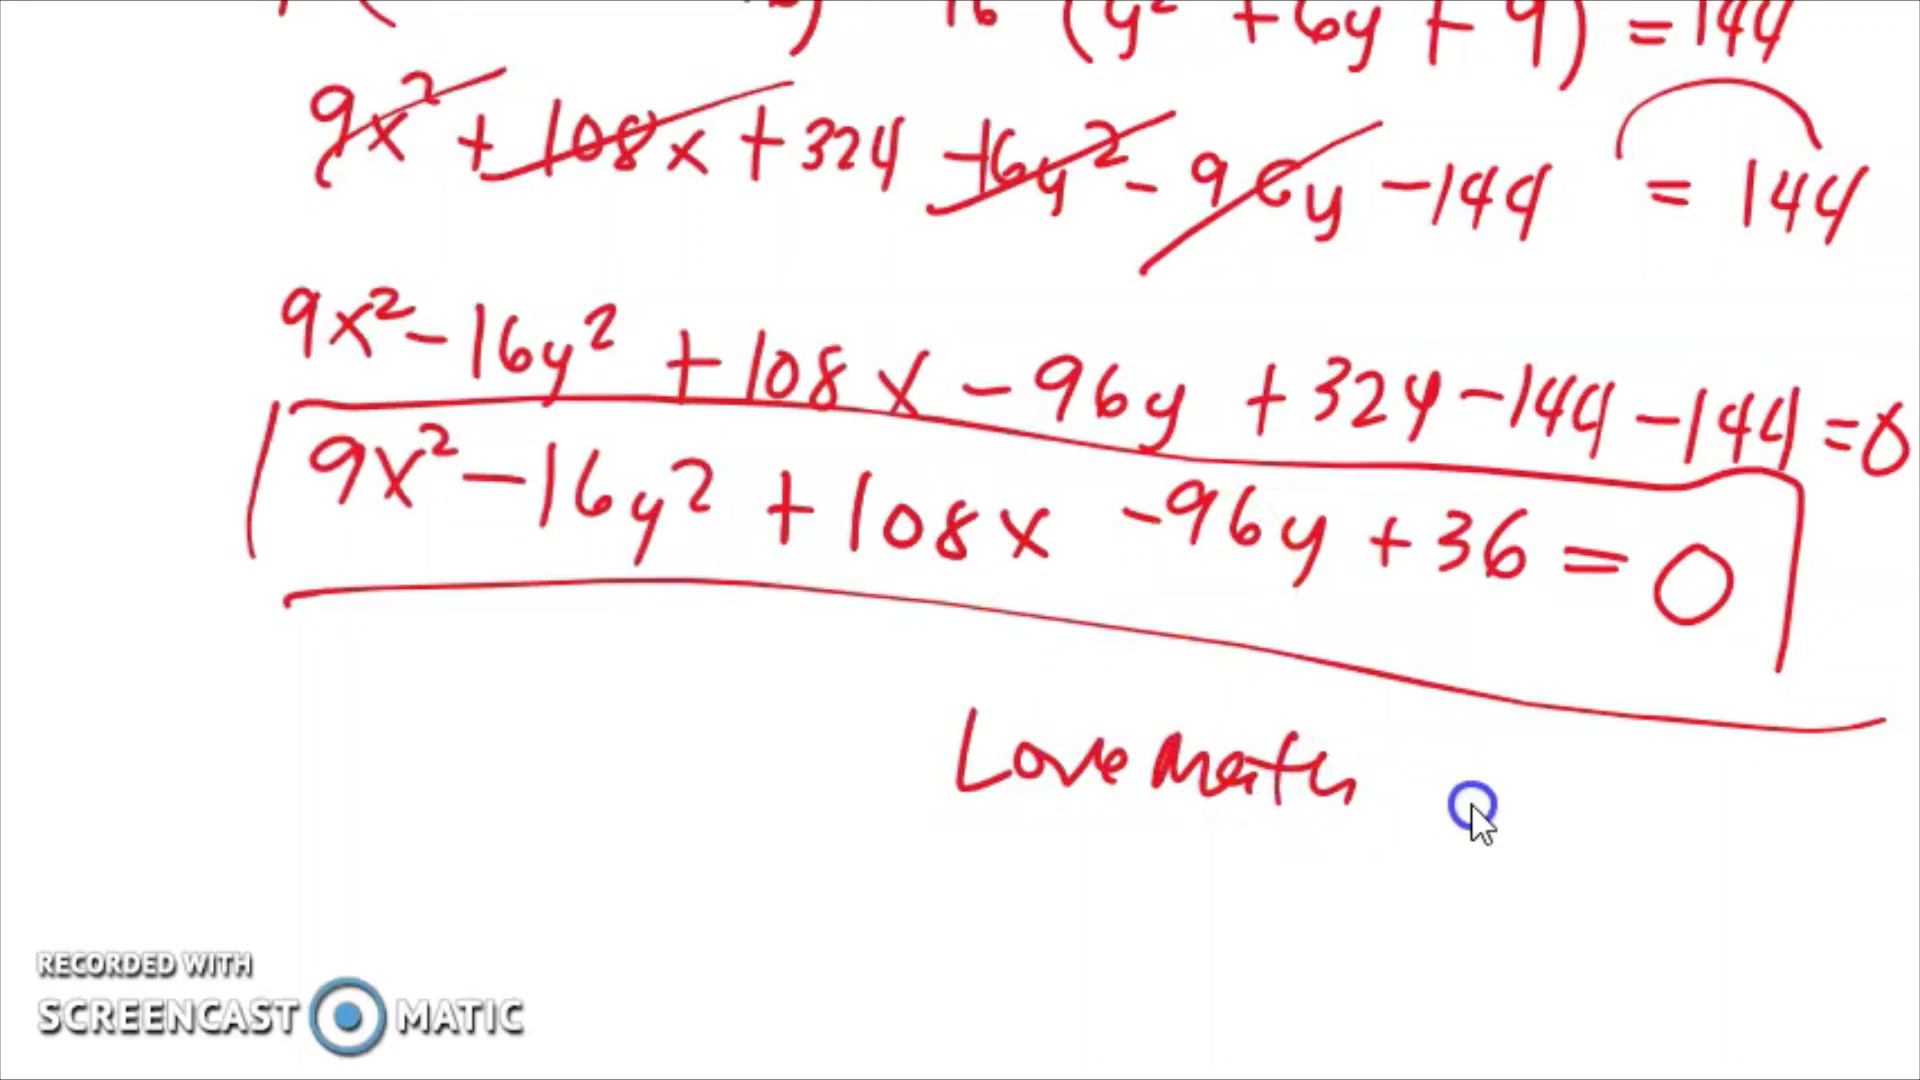 16 (y² + 6y + 9) = 144
9x² + 108x + 324 - 16y² - 96y - 144 = 144
9x² - 16y² + 108x - 96y + 324 - 144 - 144 = 0
9x² - 16y² + 108x - 96y + 36 = 0
Love math
RECORDED WITH
SCREENCAST MATIC